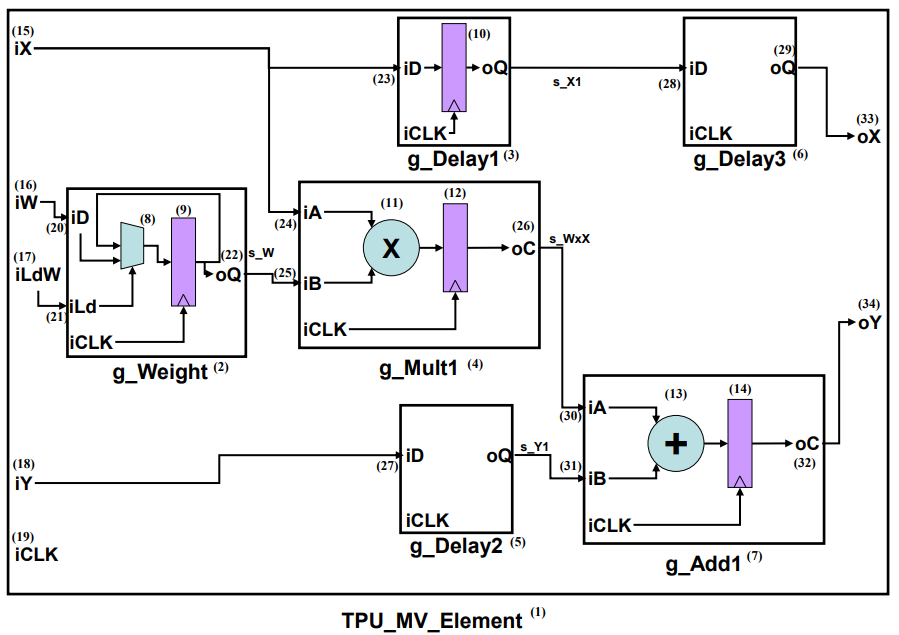 (15)
iX
(10)
(23)
iD
oQ
iCLK
g_Delay1 (3)
s_X1
(29)
(28)
iD
oQ
iCLK
g_Delay3 (6)
(33)
oX
(16)
iW
(20)
iD
(8)
(9)
(17)
iLdW
(22)
oQ
s_W
(21)
iLd
iCLK
g_Weight (2)
(11)
(12)
(24)
iA
X
(26)
oC
s_WxX
(25)
iB
iCLK
g_Mult1 (4)
(34)
oY
(13)
(14)
(30)
iA
+
oC
(32)
(31)
iB
iCLK
g_Add1 (7)
(18)
iY
(27)
iD
oQ
s_Y1
iCLK
g_Delay2 (5)
(19)
iCLK
TPU_MV_Element (1)